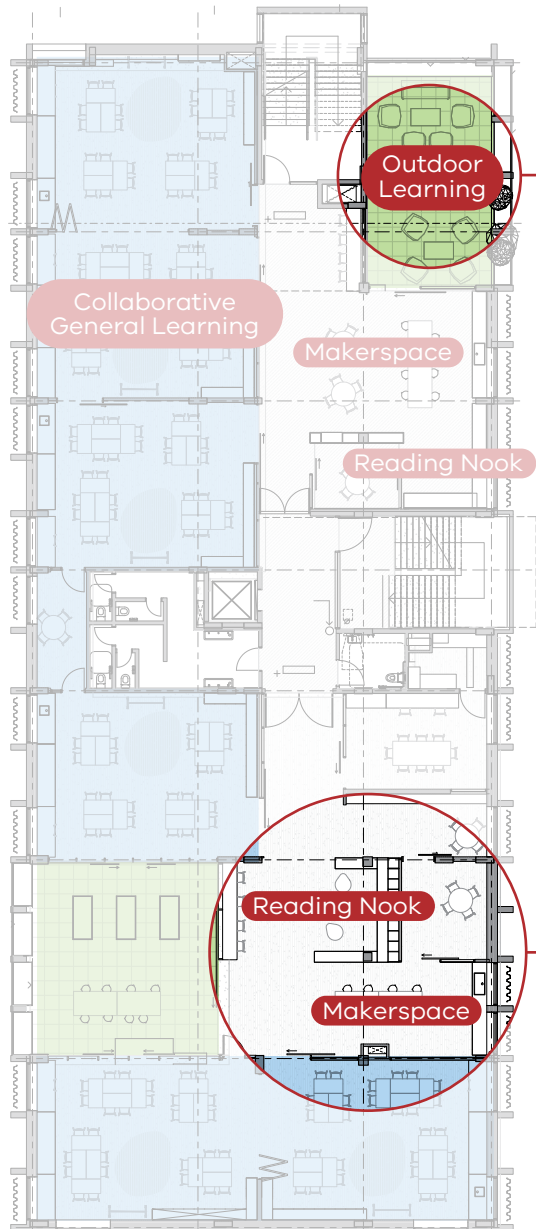 Outdoor
Learning
Collaborative
General Learning
Makerspace
Reading Nook
Reading Nook
Makerspace